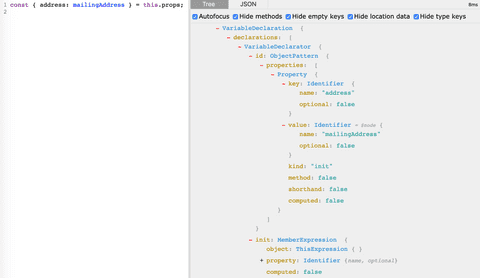 1 const { address: mailingAddress } = this.props;
2
Tree JSON 8ms
Autofocus Hide methods Hide empty keys Hide location data Hide type keys
- VariableDeclaration {
- declarations: [
- VariableDeclarator {
- id: ObjectPattern {
- properties: [
- Property {
- key: Identifier {
name: "address"
optional: false
}
- value: Identifier = $node {
name: "mailingAddress"
optional: false
}
kind: "init"
method: false
shorthand: false
computed: false
}
]
}
- init: MemberExpression {
object: ThisExpression { }
+ property: Identifier {name, optional}
computed: false